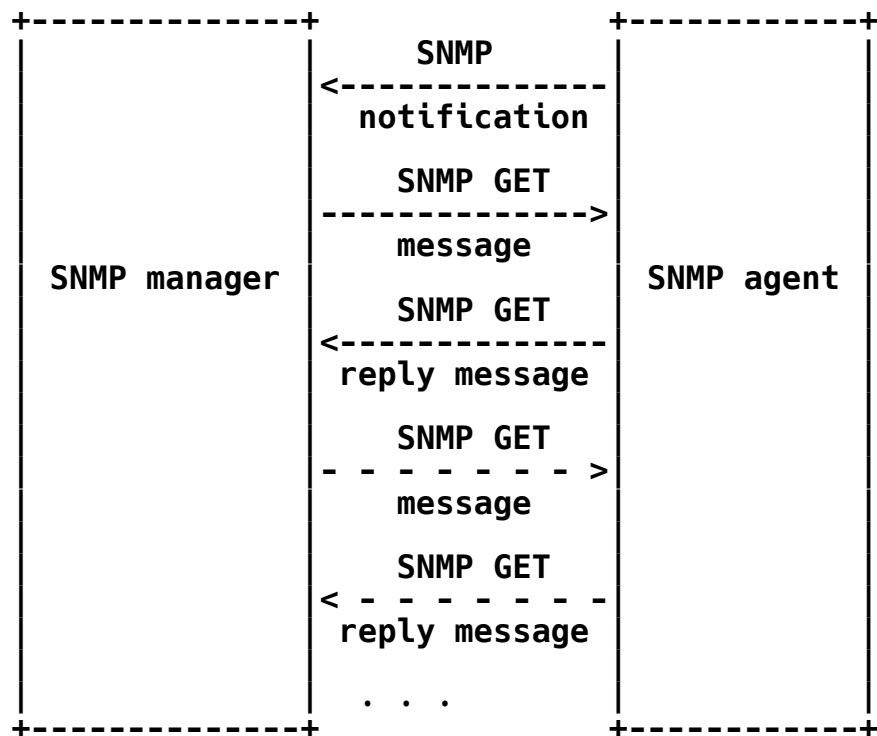 SNMP
notification
SNMP GET
message
SNMP manager SNMP agent
SNMP GET
reply message
SNMP GET
message
SNMP GET
reply message
. . .